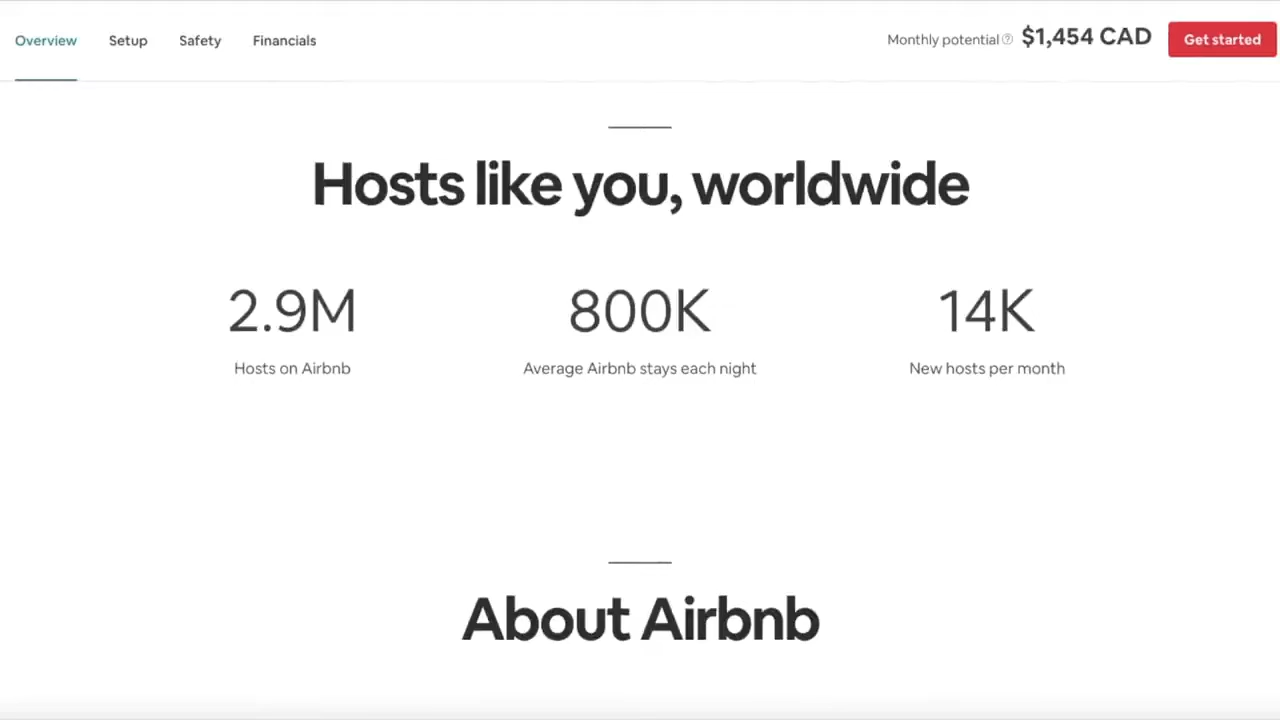 Overview Setup Safety Financials Monthly potential $1,454 CAD Get started
Hosts like you, worldwide
2.9M 800K 14K
Hosts on Airbnb Average Airbnb stays each night New hosts per month
About Airbnb